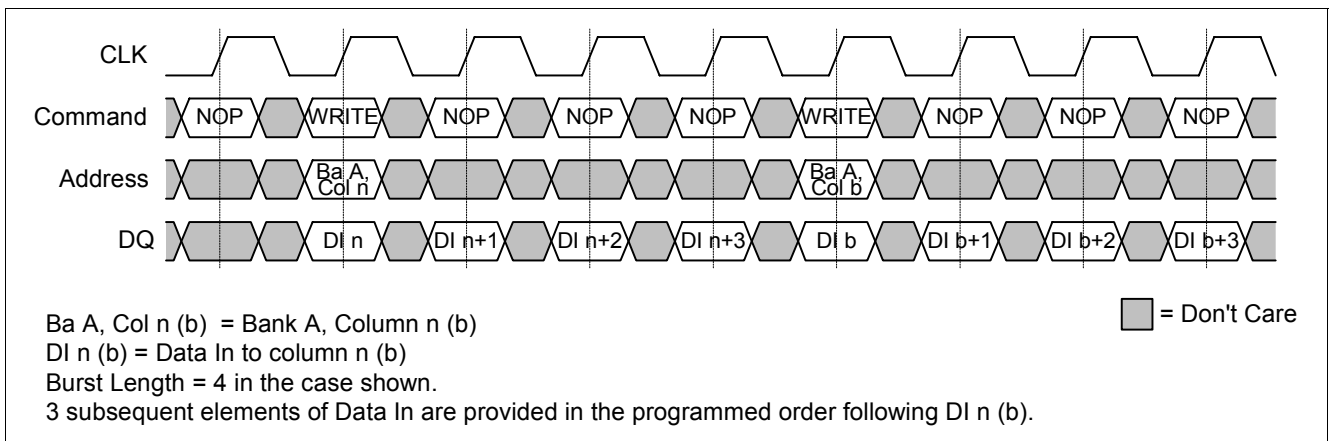 CLK
Command NOP WRITE NOP NOP NOP WRITE NOP NOP NOP
Address Ba A, Col n Ba A, Col b
DQ DI n DI n+1 DI n+2 DI n+3 DI b DI b+1 DI b+2 DI b+3
Ba A, Col n (b) = Bank A, Column n (b)
= Don't Care
DI n (b) = Data In to column n (b)
Burst Length = 4 in the case shown.
3 subsequent elements of Data In are provided in the programmed order following DI n (b).